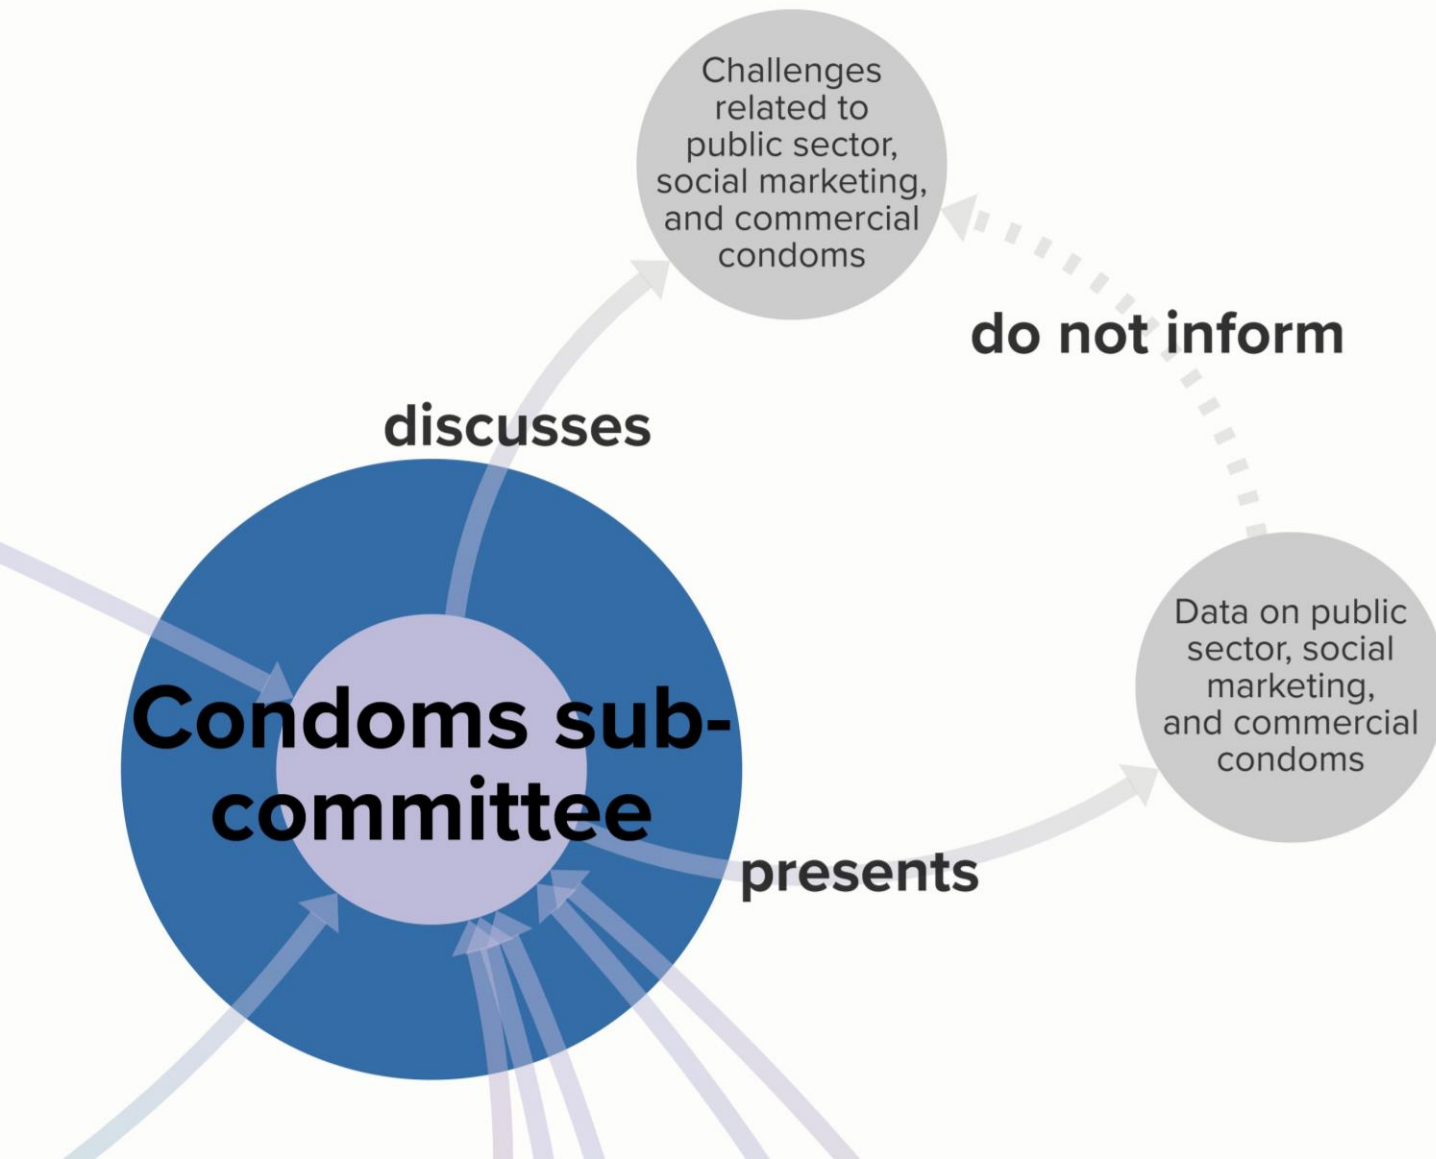 Challenges
related to
public sector,
social marketing,
and commercial
condoms
do not inform
discusses
Data on public
sector, social
marketing,
and commercial
condoms
Condoms sub-
committee
presents